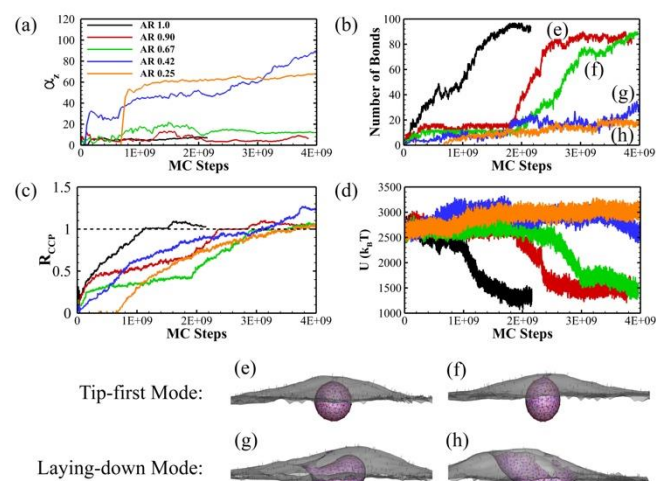 (a)
α_z
140
120
100
80
60
40
20
0
AR 1.0
AR 0.90
AR 0.67
AR 0.42
AR 0.25
0 1E+09 2E+09 3E+09 4E+09
MC Steps
(b)
Number of Bonds
100
80
60
40
20
0
(e)
(f)
(g)
(h)
0 1E+09 2E+09 3E+09 4E+09
MC Steps
(c)
R_CCP
1.5
1
0.5
0
0 1E+09 2E+09 3E+09 4E+09
MC Steps
(d)
U (k_BT)
3500
3000
2500
2000
1500
1000
0 1E+09 2E+09 3E+09 4E+09
MC Steps
Tip-first Mode:
(e)
(f)
Laying-down Mode:
(g)
(h)